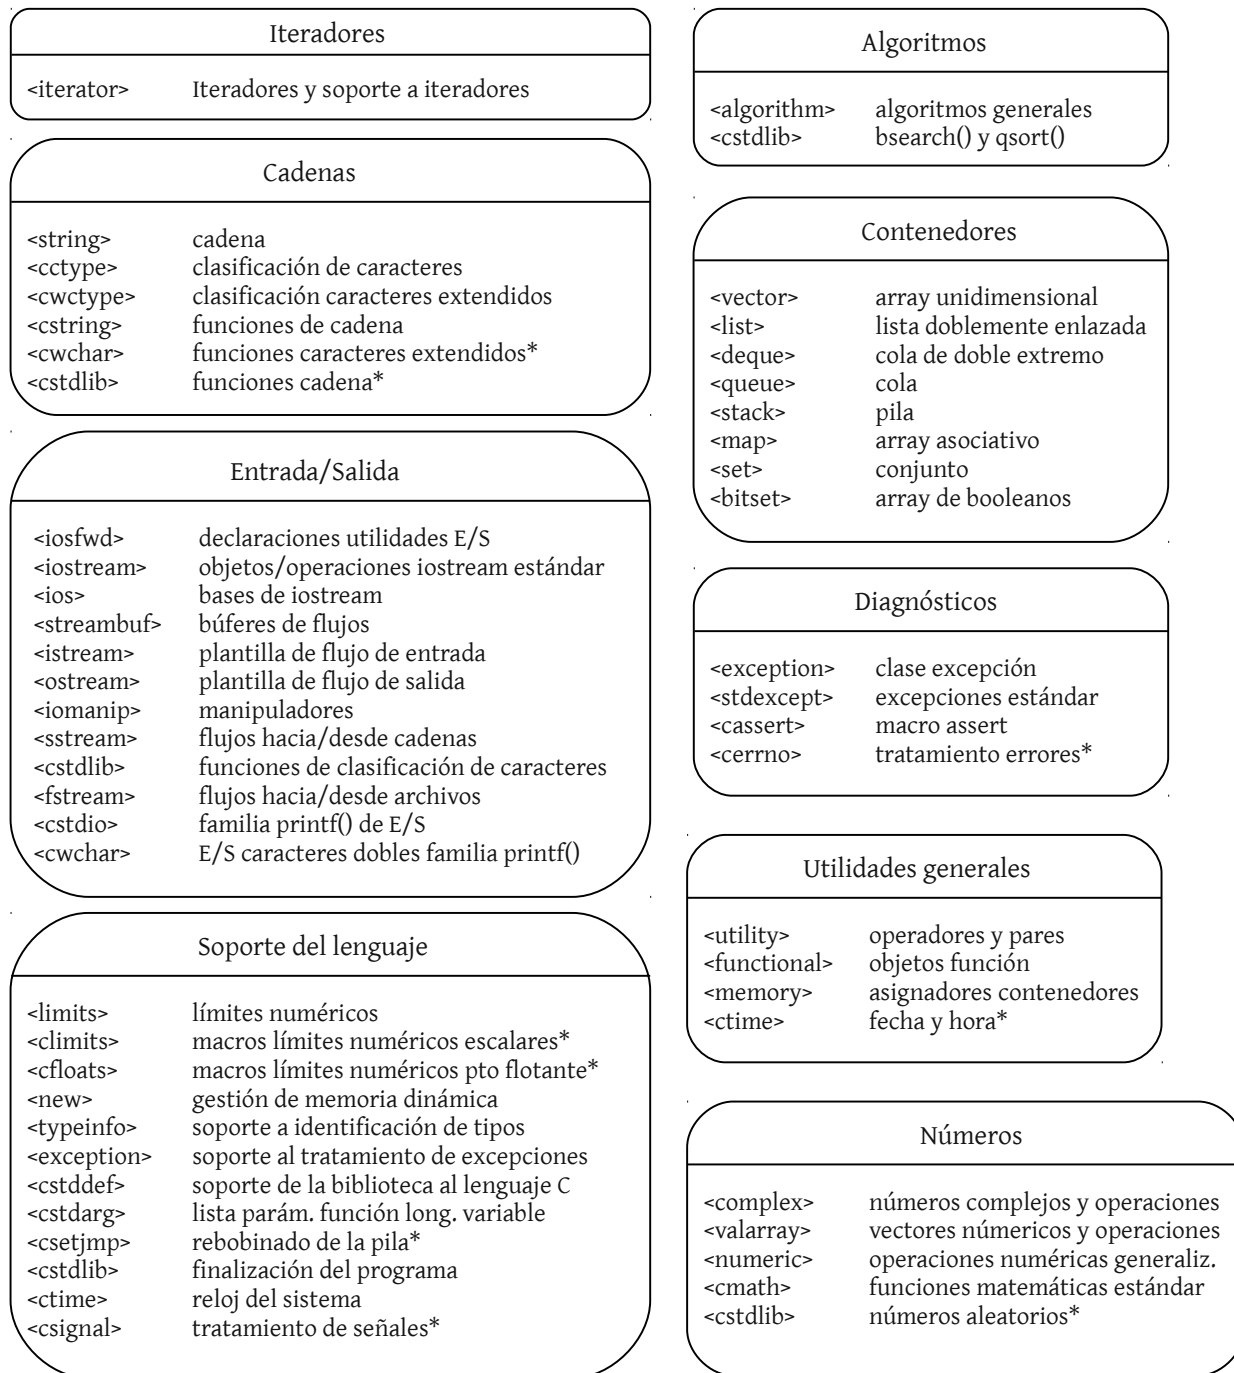 Iteradores
<iterator> Iteradores y soporte a iteradores
Cadenas
<string> cadena
<cctype> clasificación de caracteres
<cwctype> clasificación caracteres extendidos
<cstring> funciones de cadena
<cwchar> funciones caracteres extendidos*
<cstdlib> funciones cadena*
Entrada/Salida
<iosfwd> declaraciones utilidades E/S
<iostream> objetos/operaciones iostream estándar
<ios> bases de iostream
<streambuf> búferes de flujos
<istream> plantilla de flujo de entrada
<ostream> plantilla de flujo de salida
<iomanip> manipuladores
<sstream> flujos hacia/desde cadenas
<cstdlib> funciones de clasificación de caracteres
<fstream> flujos hacia/desde archivos
<cstdio> familia printf() de E/S
<cwchar> E/S caracteres dobles familia printf()
Soporte del lenguaje
<limits> límites numéricos
<climits> macros límites numéricos escalares*
<cfloats> macros límites numéricos pto flotante*
<new> gestión de memoria dinámica
<typeinfo> soporte a identificación de tipos
<exception> soporte al tratamiento de excepciones
<cstddef> soporte de la biblioteca al lenguaje C
<cstdarg> lista parám. función long. variable
<csetjmp> rebobinado de la pila*
<cstdlib> finalización del programa
<ctime> reloj del sistema
<csignal> tratamiento de señales*
Algoritmos
<algorithm> algoritmos generales
<cstdlib> bsearch() y qsort()
Contenedores
<vector> array unidimensional
<list> lista doblemente enlazada
<deque> cola de doble extremo
<queue> cola
<stack> pila
<map> array asociativo
<set> conjunto
<bitset> array de booleanos
Diagnósticos
<exception> clase excepción
<stdexcept> excepciones estándar
<cassert> macro assert
<cerrno> tratamiento errores*
Utilidades generales
<utility> operadores y pares
<functional> objetos función
<memory> asignadores contenedores
<ctime> fecha y hora*
Números
<complex> números complejos y operaciones
<valarray> vectores númericos y operaciones
<numeric> operaciones numéricas generaliz.
<cmath> funciones matemáticas estándar
<cstdlib> números aleatorios*